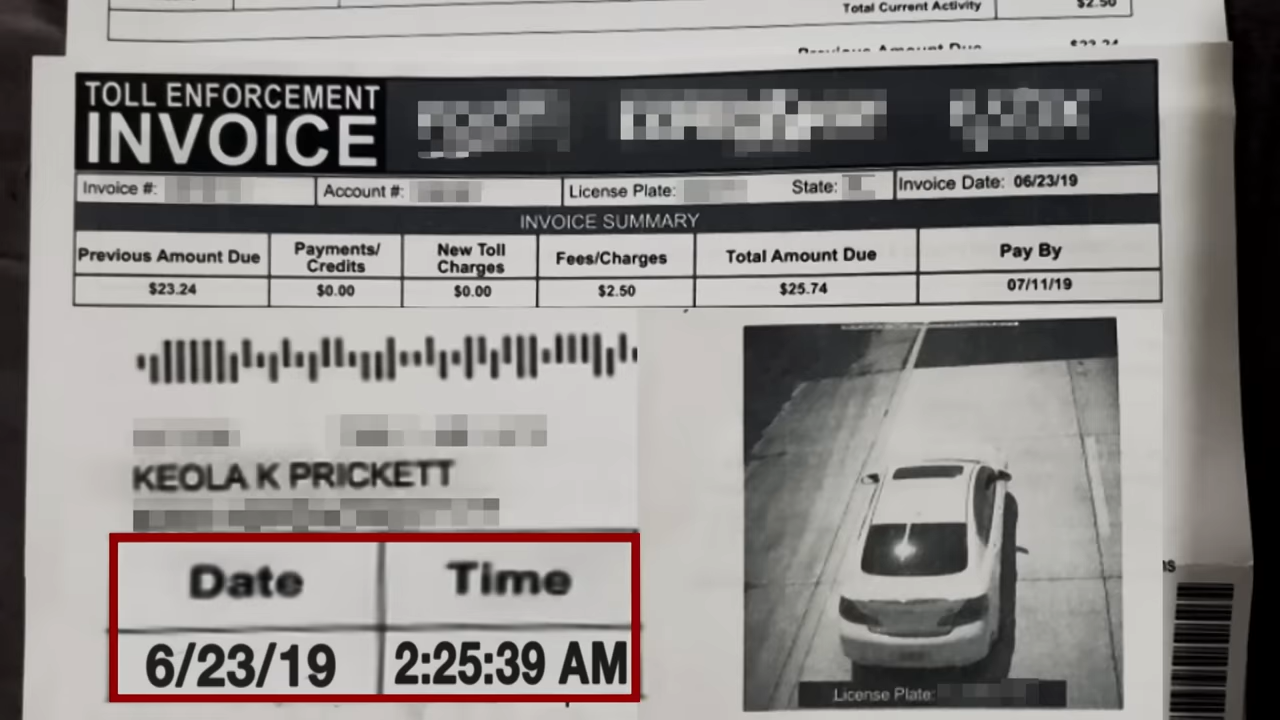 Total Current Activity $2.50
Previous Amount Due $23.24
TOLL ENFORCEMENT
INVOICE
Invoice #: Account #: License Plate: State: Invoice Date: 06/23/19
INVOICE SUMMARY
Previous Amount Due Payments/ Credits New Toll Charges Fees/Charges Total Amount Due Pay By
$23.24 $0.00 $0.00 $2.50 $25.74 07/11/19
KEOLA K PRICKETT
Date Time
6/23/19 2:25:39 AM
License Plate: